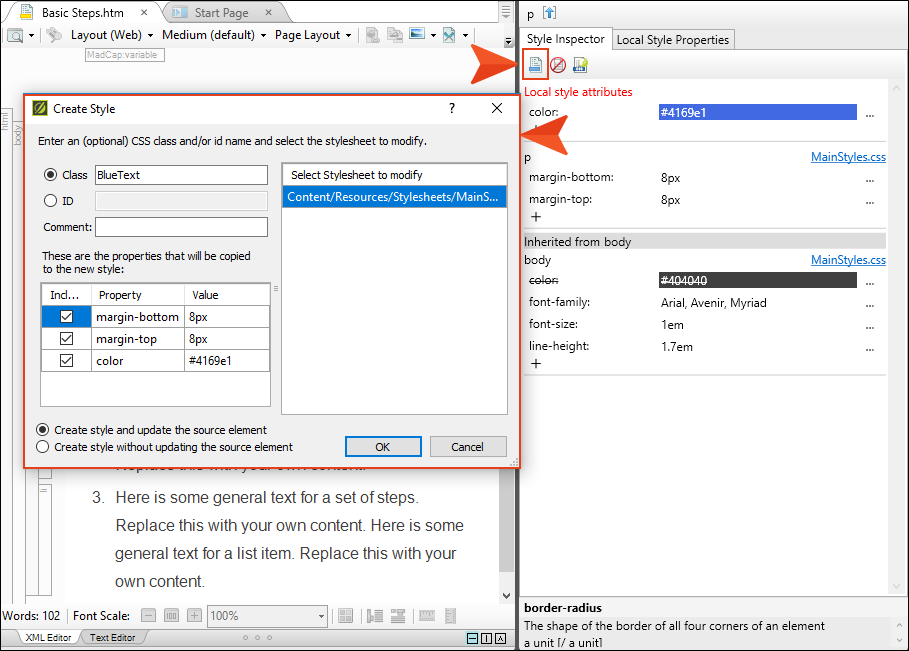 Basic Steps.htm
Start Page
Layout (Web)
Medium (default)
Page Layout
MadCap:variable
html
body
Create Style
?
Enter an (optional) CSS class and/or id name and select the stylesheet to modify.
Class
BlueText
ID
Comment:
These are the properties that will be copied
to the new style:
Incl...
Property
Value
margin-bottom
8px
margin-top
8px
color
#4169e1
Select Stylesheet to modify
Content/Resources/Stylesheets/MainS...
Create style and update the source element
Create style without updating the source element
OK
Cancel
Replace this with your own content.
3. Here is some general text for a set of steps.
Replace this with your own content. Here is some
general text for a list item. Replace this with your
own content.
Words: 102
Font Scale:
100%
XML Editor
Text Editor
p
Style Inspector
Local Style Properties
Local style attributes
color:
#4169e1
...
p
MainStyles.css
margin-bottom:
8px
...
margin-top:
8px
...
+
Inherited from body
body
MainStyles.css
color:
#404040
...
font-family:
Arial, Avenir, Myriad
...
font-size:
1em
...
line-height:
1.7em
...
+
border-radius
The shape of the border of all four corners of an element
a unit [/ a unit]